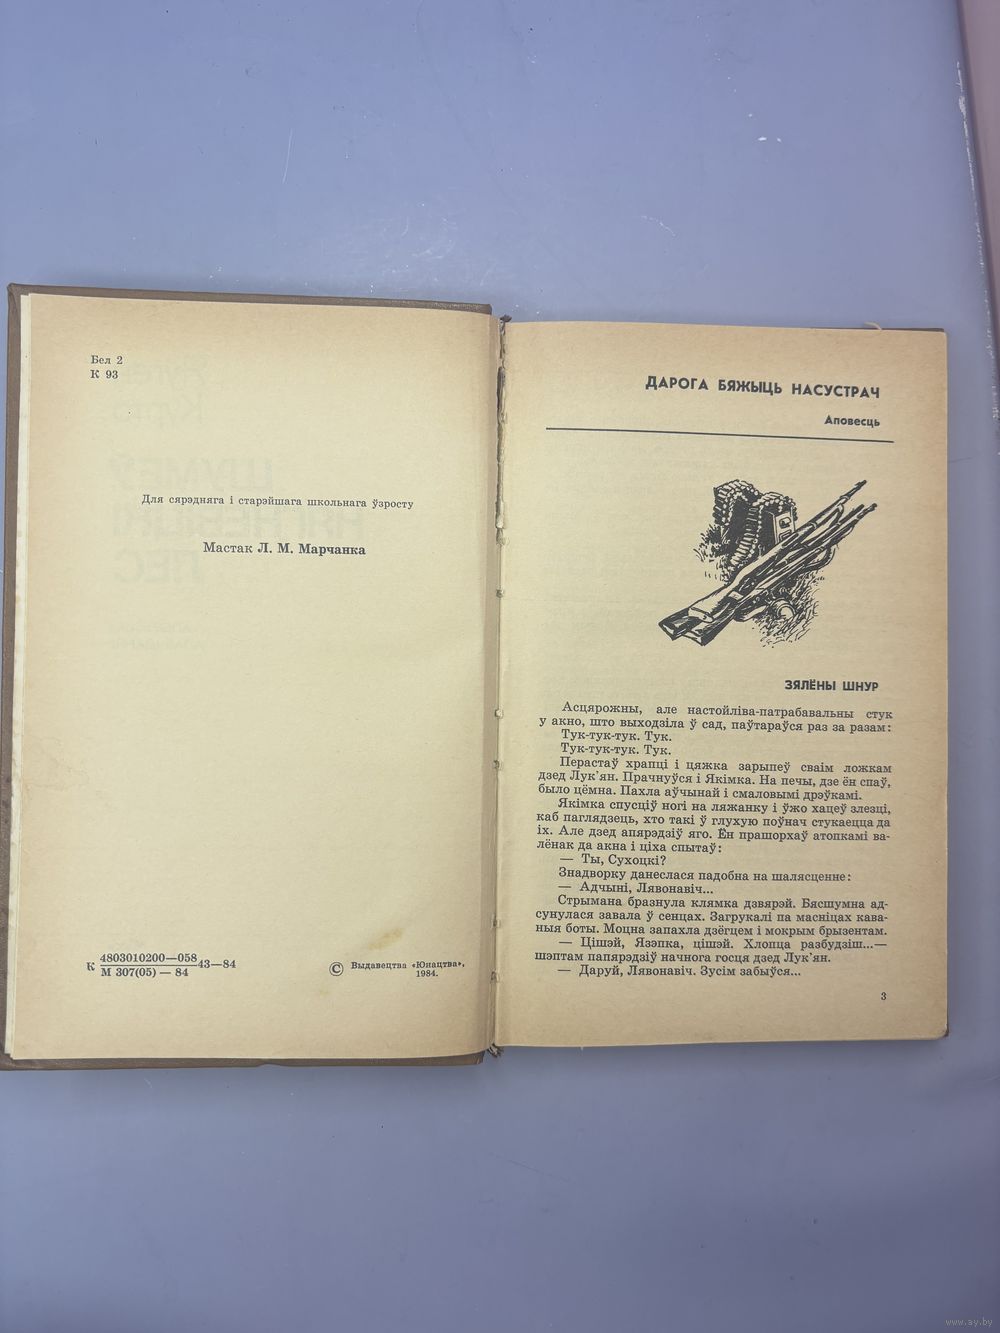 Бел 2
К 93
Для сярэдняга і старэйшага школьнага ўзросту
Мастак Л. М. Марчанка
К 4803010200—058 43—84
М 307(05) — 84
© Выдавецтва «Юнацтва»,
1984.
ДАРОГА БЯЖЫЦЬ НАСУСТРАЧ
Аповесць
ЗЯЛЁНЫ ШНУР
Асцярожны, але настойліва-патрабавальны стук
у акно, што выходзіла ў сад, паўтараўся раз за разам:
Тук-тук-тук. Тук.
Тук-тук-тук. Тук.
Перастаў храпці і цяжка зарыпеў сваім ложкам
дзед Лук'ян. Прачнуўся і Якімка. На печы, дзе ён спаў,
было цёмна. Пахла аўчынай і смаловымі дрэўкамі.
Якімка спусціў ногі на ляжанку і ўжо хацеў злезці,
каб паглядзець, хто такі ў глухую поўнач стукаецца да
іх. Але дзед апярэдзіў яго. Ён прашорхаў атопкамі ва-
лёнак да акна і ціха спытаў:
— Ты, Сухоцкі?
Знадворку данеслася падобна на шалясценне:
— Адчыні, Лявонавіч...
Стрымана бразнула клямка дзвярэй. Бясшумна ад-
сунулася завала ў сенцах. Загрукалі па масніцах кава-
ныя боты. Моцна запахла дзёгцем і мокрым брызентам.
— Цішэй, Язэпка, цішэй. Хлопца разбудзіш...—
шэптам папярэдзіў начнога госця дзед Лук'ян.
— Даруй, Лявонавіч. Зусім забыўся...
3
www.ay.by